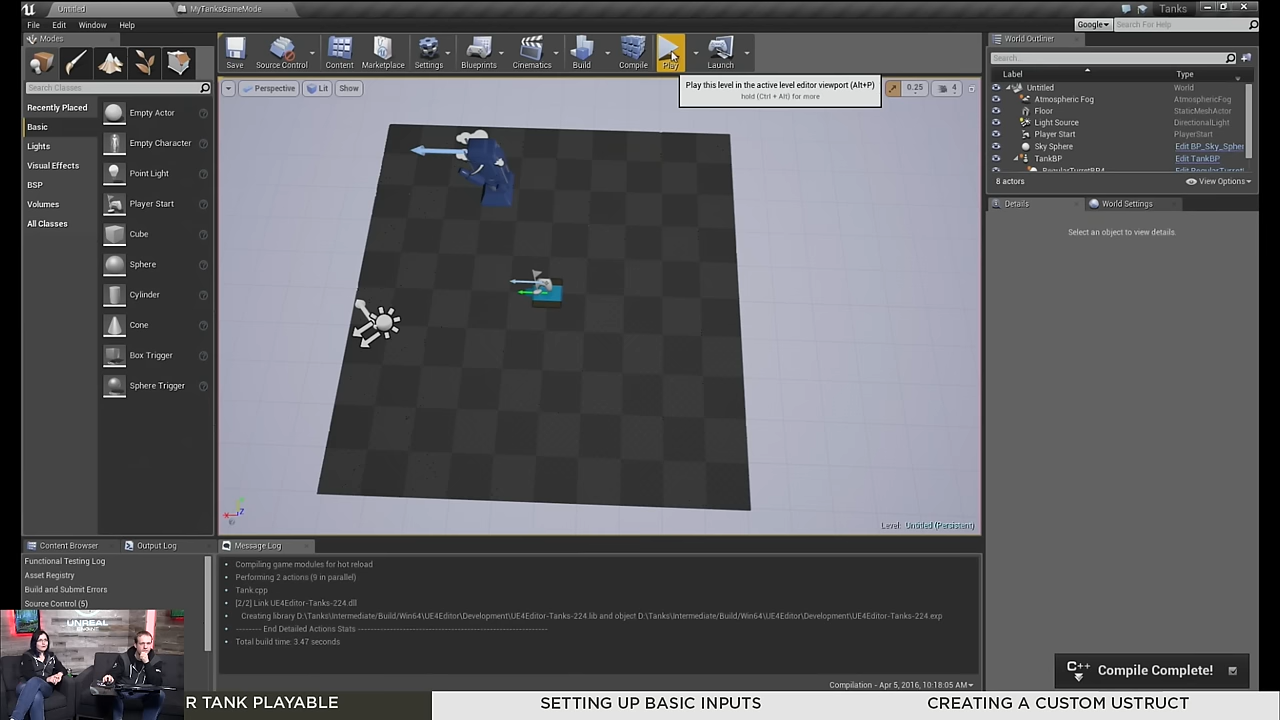 Untitled
MyTanksGameMode
Tanks
File Edit Window Help
Google
Search For Help
Modes
Search Classes
Recently Placed
Basic
Lights
Visual Effects
BSP
Volumes
All Classes
Empty Actor
Empty Character
Point Light
Player Start
Cube
Sphere
Cylinder
Cone
Box Trigger
Sphere Trigger
Save
Source Control
Content
Marketplace
Settings
Blueprints
Cinematics
Build
Compile
Play
Launch
Play this level in the active level editor viewport (Alt+P)
hold (Ctrl + Alt) for more
Perspective
Lit
Show
0.25
4
Level: Untitled (Persistent)
World Outliner
Search...
Label Type
Untitled World
Atmospheric Fog AtmosphericFog
Floor StaticMeshActor
Light Source DirectionalLight
Player Start PlayerStart
Sky Sphere Edit BP_Sky_Spher
TankBP Edit TankBP
8 actors
View Options
Details
World Settings
Select an object to view details.
Content Browser
Output Log
Functional Testing Log
Asset Registry
Build and Submit Errors
Source Control (5)
Message Log
Compiling game modules for hot reload
Performing 2 actions (9 in parallel)
Tank.cpp
[2/2] Link UE4Editor-Tanks-224.dll
Creating library D:\Tanks\Intermediate\Build\Win64\UE4Editor\Development\UE4Editor-Tanks-224.lib and object D:\Tanks\Intermediate\Build\Win64\UE4Editor\Development\UE4Editor-Tanks-224.exp
-------- End Detailed Actions Stats -----------------------------------------------------------
Total build time: 3.47 seconds
Compilation - Apr 5, 2016, 10:18:05 AM
C++
Compile Complete!
UNREAL
R TANK PLAYABLE
SETTING UP BASIC INPUTS
CREATING A CUSTOM USTRUCT